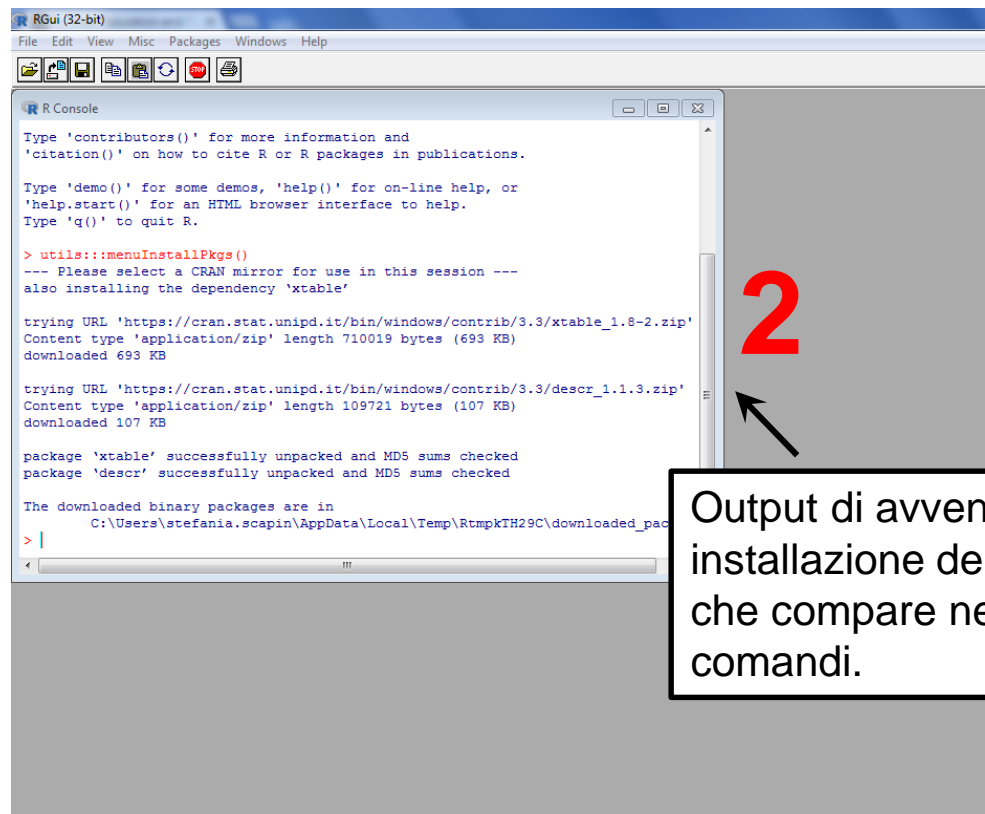 RGui (32-bit)
File Edit View Misc Packages Windows Help
STOP
R Console
Type 'contributors()' for more information and
'citation()' on how to cite R or R packages in publications.
Type 'demo()' for some demos, 'help()' for on-line help, or
'help.start()' for an HTML browser interface to help.
Type 'q()' to quit R.
> utils:::menuInstallPkgs()
--- Please select a CRAN mirror for use in this session ---
also installing the dependency ‘xtable’
trying URL 'https://cran.stat.unipd.it/bin/windows/contrib/3.3/xtable_1.8-2.zip'
Content type 'application/zip' length 710019 bytes (693 KB)
downloaded 693 KB
trying URL 'https://cran.stat.unipd.it/bin/windows/contrib/3.3/descr_1.1.3.zip'
Content type 'application/zip' length 109721 bytes (107 KB)
downloaded 107 KB
package ‘xtable’ successfully unpacked and MD5 sums checked
package ‘descr’ successfully unpacked and MD5 sums checked
The downloaded binary packages are in
C:\Users\stefania.scapin\AppData\Local\Temp\RtmpkTH29C\downloaded_pac
>
2
Output di avven
installazione de
che compare ne
comandi.